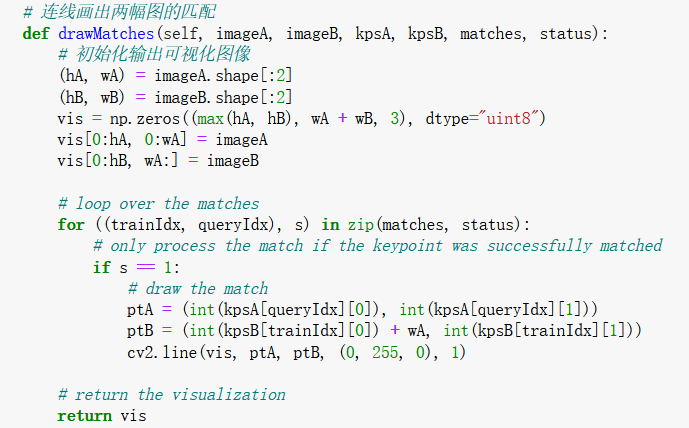 # 连线画出两幅图的匹配
def drawMatches(self, imageA, imageB, kpsA, kpsB, matches, status):
    # 初始化输出可视化图像
    (hA, wA) = imageA.shape[:2]
    (hB, wB) = imageB.shape[:2]
    vis = np.zeros((max(hA, hB), wA + wB, 3), dtype="uint8")
    vis[0:hA, 0:wA] = imageA
    vis[0:hB, wA:] = imageB

    # loop over the matches
    for ((trainIdx, queryIdx), s) in zip(matches, status):
        # only process the match if the keypoint was successfully matched
        if s == 1:
            # draw the match
            ptA = (int(kpsA[queryIdx][0]), int(kpsA[queryIdx][1]))
            ptB = (int(kpsB[trainIdx][0]) + wA, int(kpsB[trainIdx][1]))
            cv2.line(vis, ptA, ptB, (0, 255, 0), 1)

    # return the visualization
    return vis